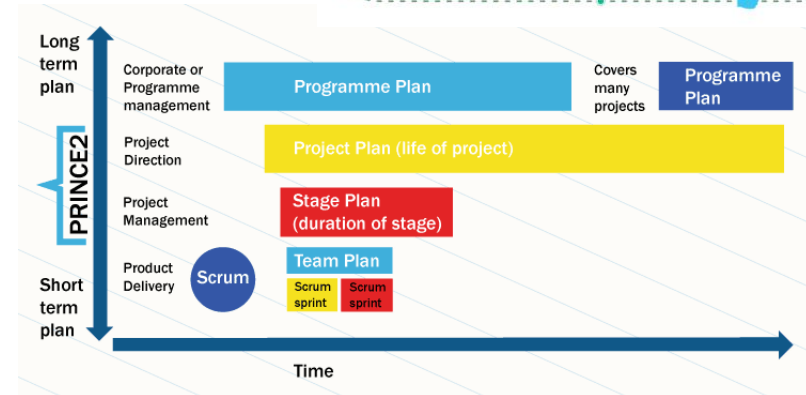 Long
term
plan
Corporate or
Programme
management
Programme Plan
Covers
many
projects
Programme
Plan
PRINCE2
Project
Direction
Project Plan (life of project)
Project
Management
Stage Plan
(duration of stage)
Short
term
plan
Product
Delivery
Scrum
Team Plan
Scrum
sprint
Scrum
sprint
Time